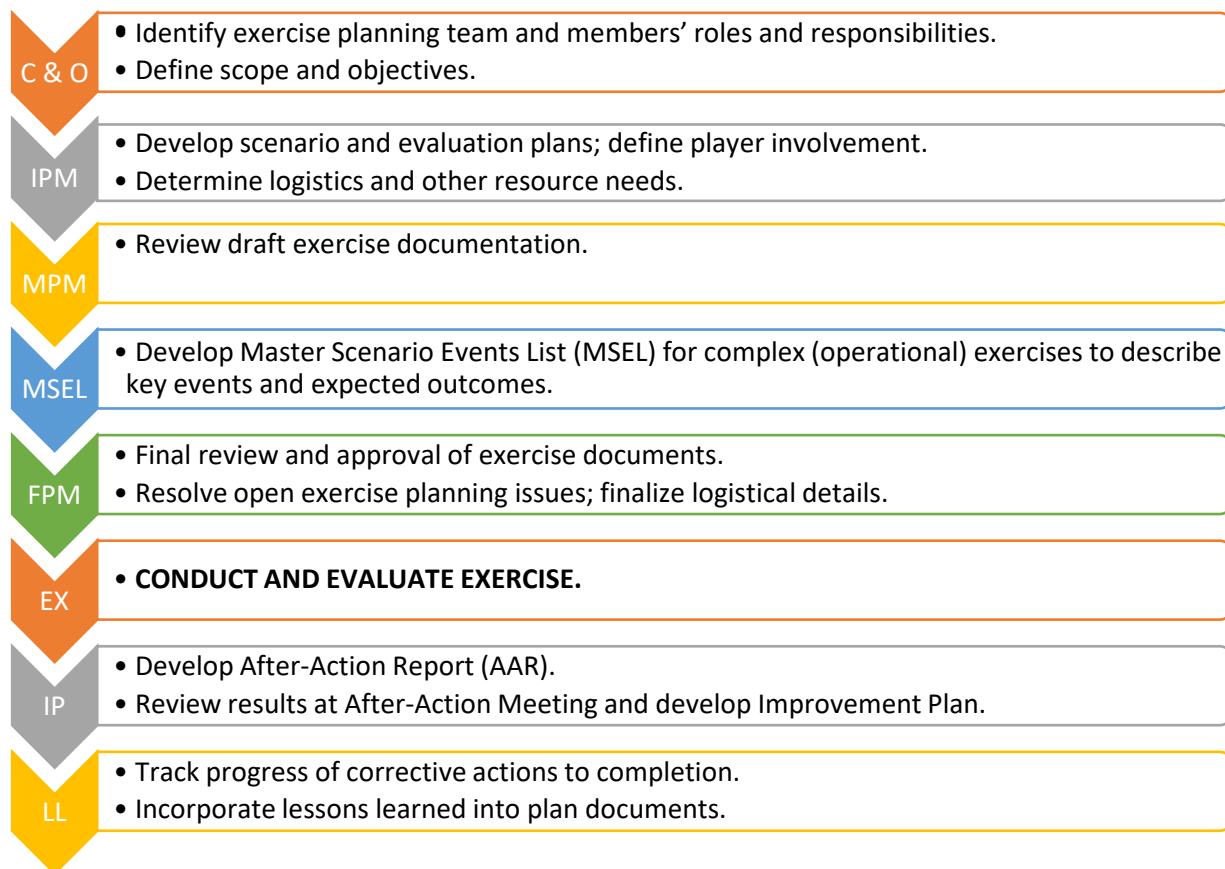 C & O
• Identify exercise planning team and members’ roles and responsibilities.
• Define scope and objectives.
IPM
• Develop scenario and evaluation plans; define player involvement.
• Determine logistics and other resource needs.
MPM
• Review draft exercise documentation.
MSEL
• Develop Master Scenario Events List (MSEL) for complex (operational) exercises to describe
key events and expected outcomes.
FPM
• Final review and approval of exercise documents.
• Resolve open exercise planning issues; finalize logistical details.
EX
• CONDUCT AND EVALUATE EXERCISE.
IP
• Develop After-Action Report (AAR).
• Review results at After-Action Meeting and develop Improvement Plan.
LL
• Track progress of corrective actions to completion.
• Incorporate lessons learned into plan documents.